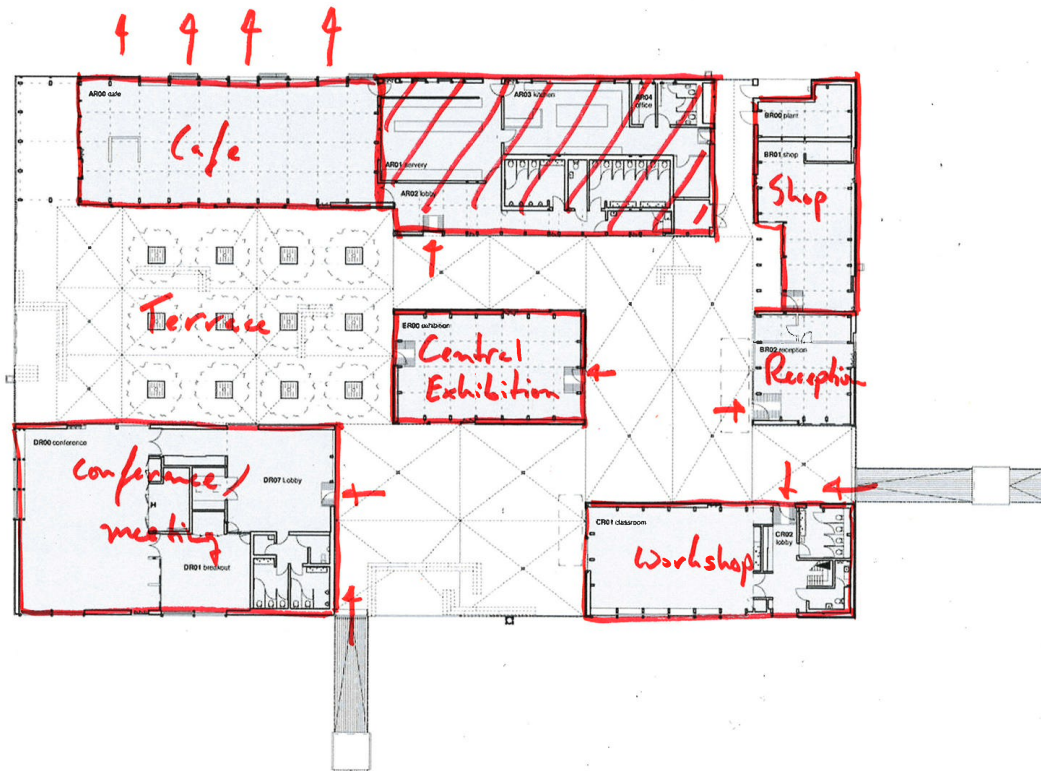 AR00 cafe
Cafe
AR03 kitchen
AR04
office
AR01 servery
AR02 lobby
BR00 plant
BR01 shop
Shop
Terrace
ER00 exhibition
Central
Exhibition
BR02 reception
Reception
DR00 conference
conference/
meeting
DR07 Lobby
DR01 breakout
CR01 classroom
Workshop
CR02
lobby